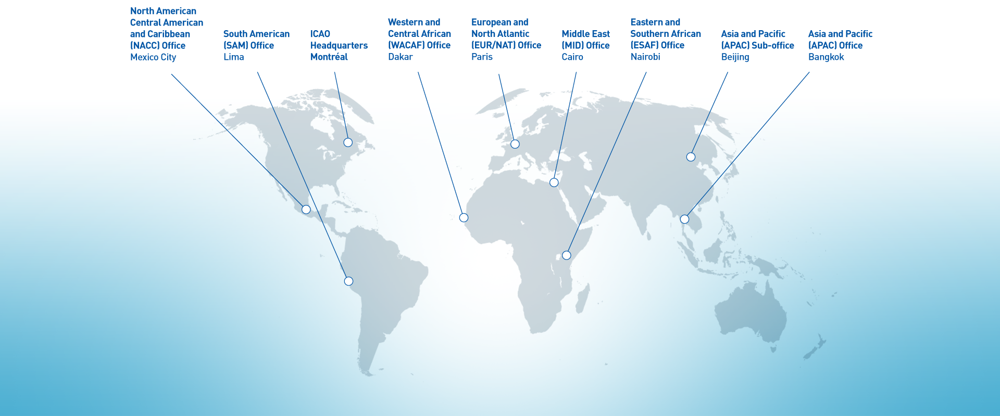 North American
Central American
and Caribbean
(NACC) Office
Mexico City
South American
(SAM) Office
Lima
ICAO
Headquarters
Montréal
Western and
Central African
(WACAF) Office
Dakar
European and
North Atlantic
(EUR/NAT) Office
Paris
Middle East
(MID) Office
Cairo
Eastern and
Southern African
(ESAF) Office
Nairobi
Asia and Pacific
(APAC) Sub-office
Beijing
Asia and Pacific
(APAC) Office
Bangkok